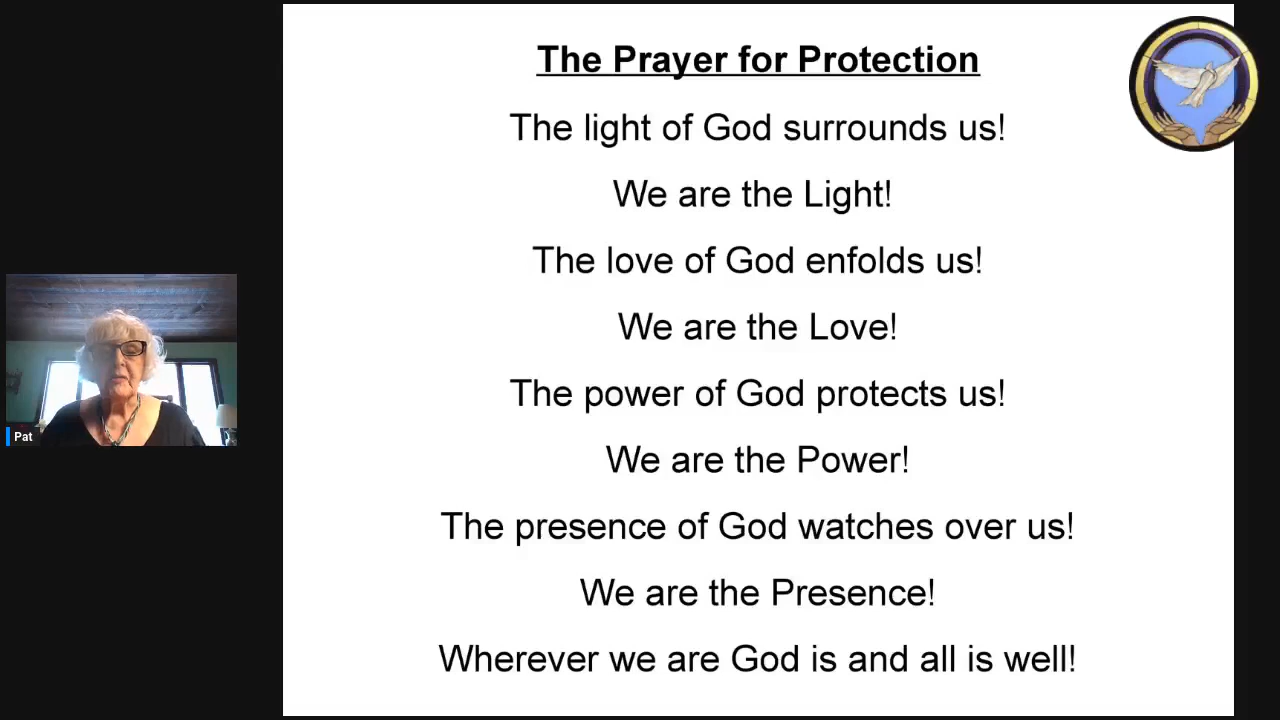 The Prayer for Protection
The light of God surrounds us!
We are the Light!
The love of God enfolds us!
We are the Love!
The power of God protects us!
We are the Power!
The presence of God watches over us!
We are the Presence!
Wherever we are God is and all is well!
Pat